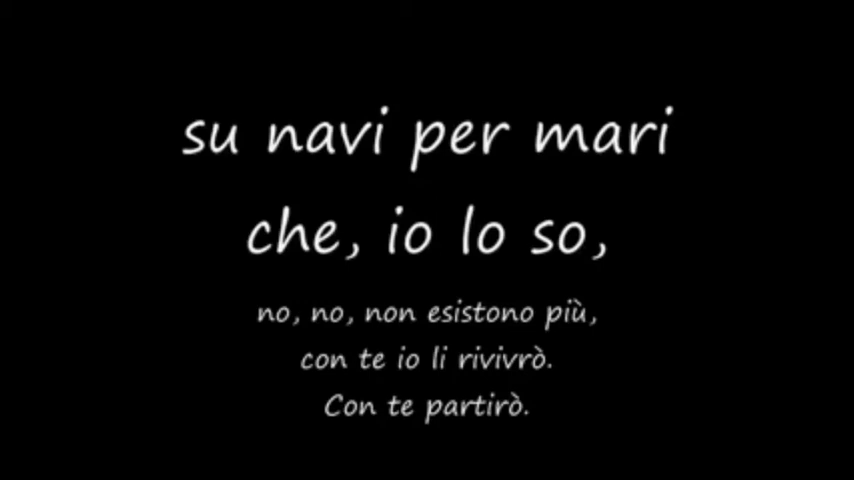 su navi per mari
che, io lo so,
no, no, non esistono più,
con te io li rivivrò.
Con te partirò.